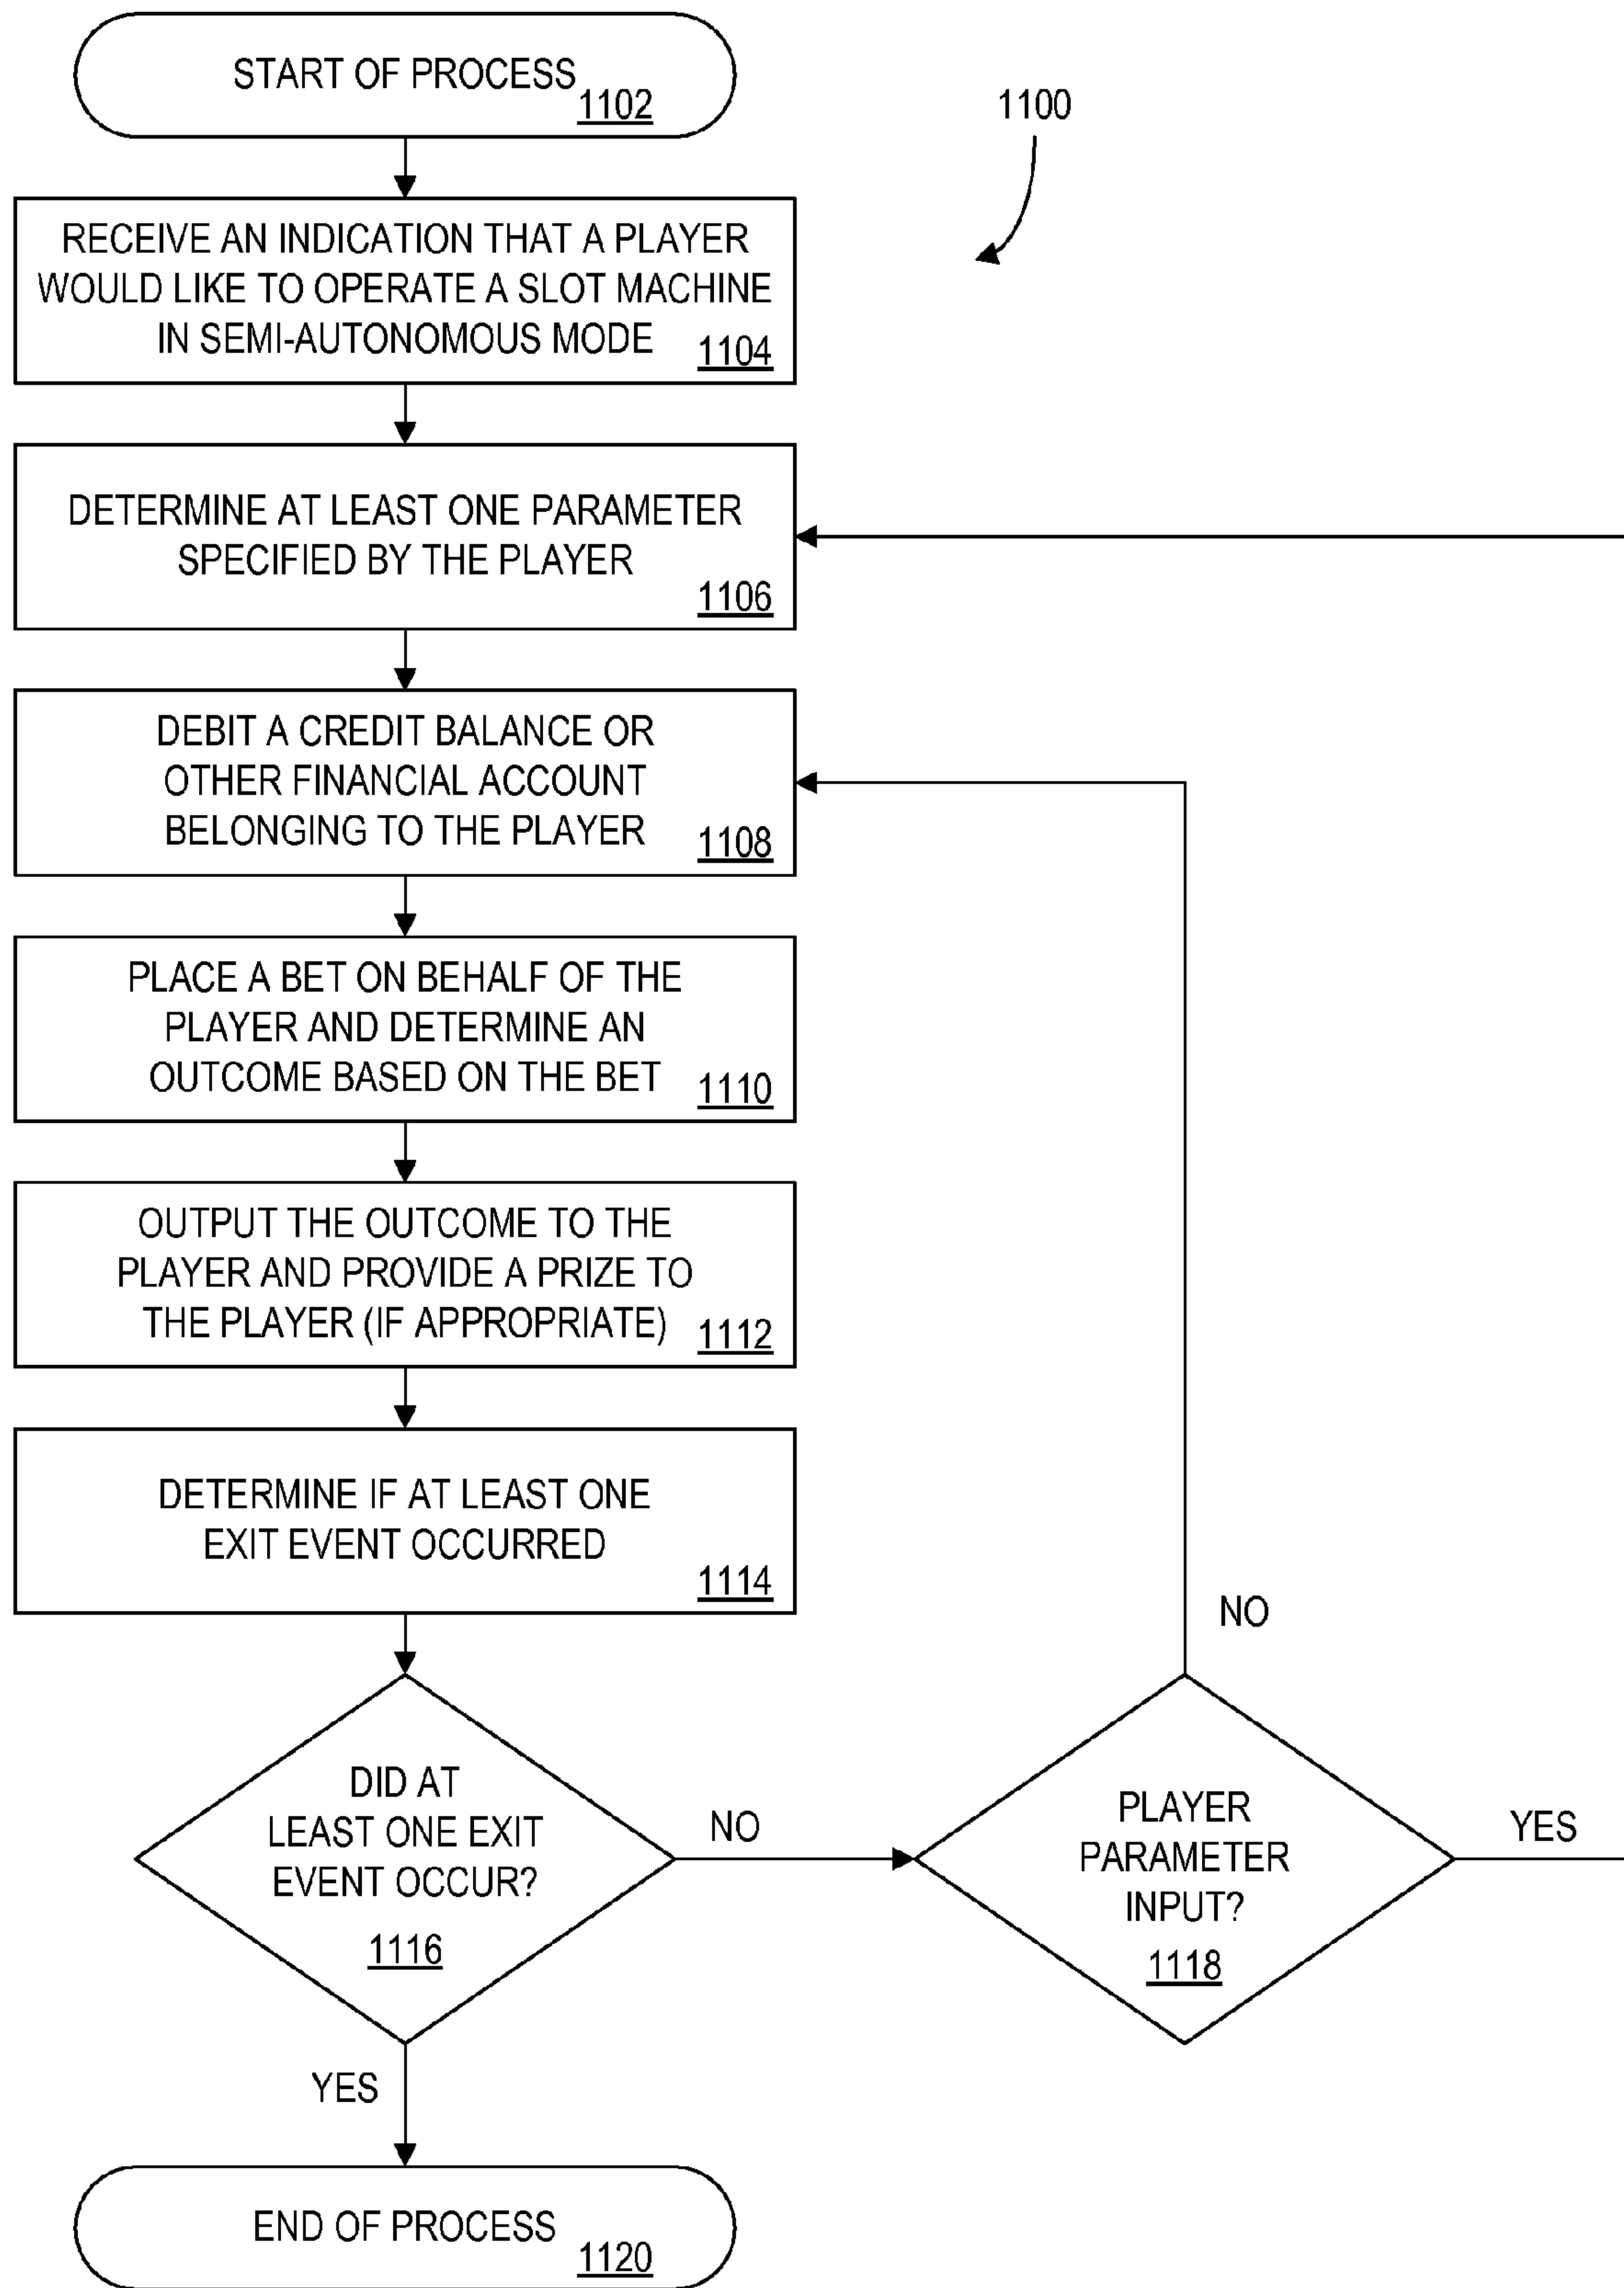 START OF PROCESS
1102
1100
RECEIVE AN INDICATION THAT A PLAYER
WOULD LIKE TO OPERATE A SLOT MACHINE
IN SEMI-AUTONOMOUS MODE
1104
DETERMINE AT LEAST ONE PARAMETER
SPECIFIED BY THE PLAYER
1106
DEBIT A CREDIT BALANCE OR
OTHER FINANCIAL ACCOUNT
BELONGING TO THE PLAYER
1108
PLACE A BET ON BEHALF OF THE
PLAYER AND DETERMINE AN
OUTCOME BASED ON THE BET
1110
OUTPUT THE OUTCOME TO THE
PLAYER AND PROVIDE A PRIZE TO
THE PLAYER (IF APPROPRIATE)
1112
DETERMINE IF AT LEAST ONE
EXIT EVENT OCCURRED
1114
DID AT
LEAST ONE EXIT
EVENT OCCUR?
1116
NO
PLAYER
PARAMETER
INPUT?
1118
NO
YES
YES
END OF PROCESS
1120